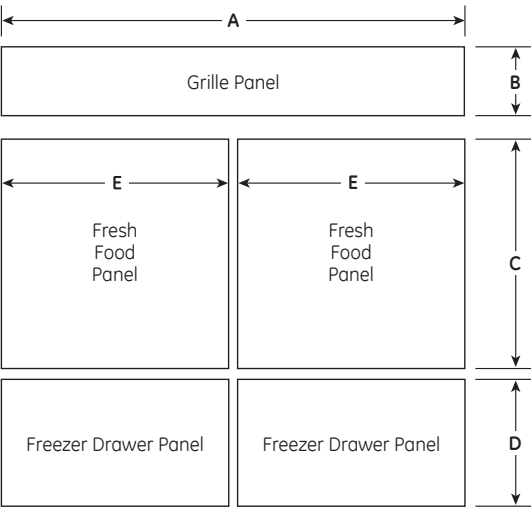 A
Grille Panel
B
E
E
Fresh
Food
Panel
Fresh
Food
Panel
C
Freezer Drawer Panel
Freezer Drawer Panel
D